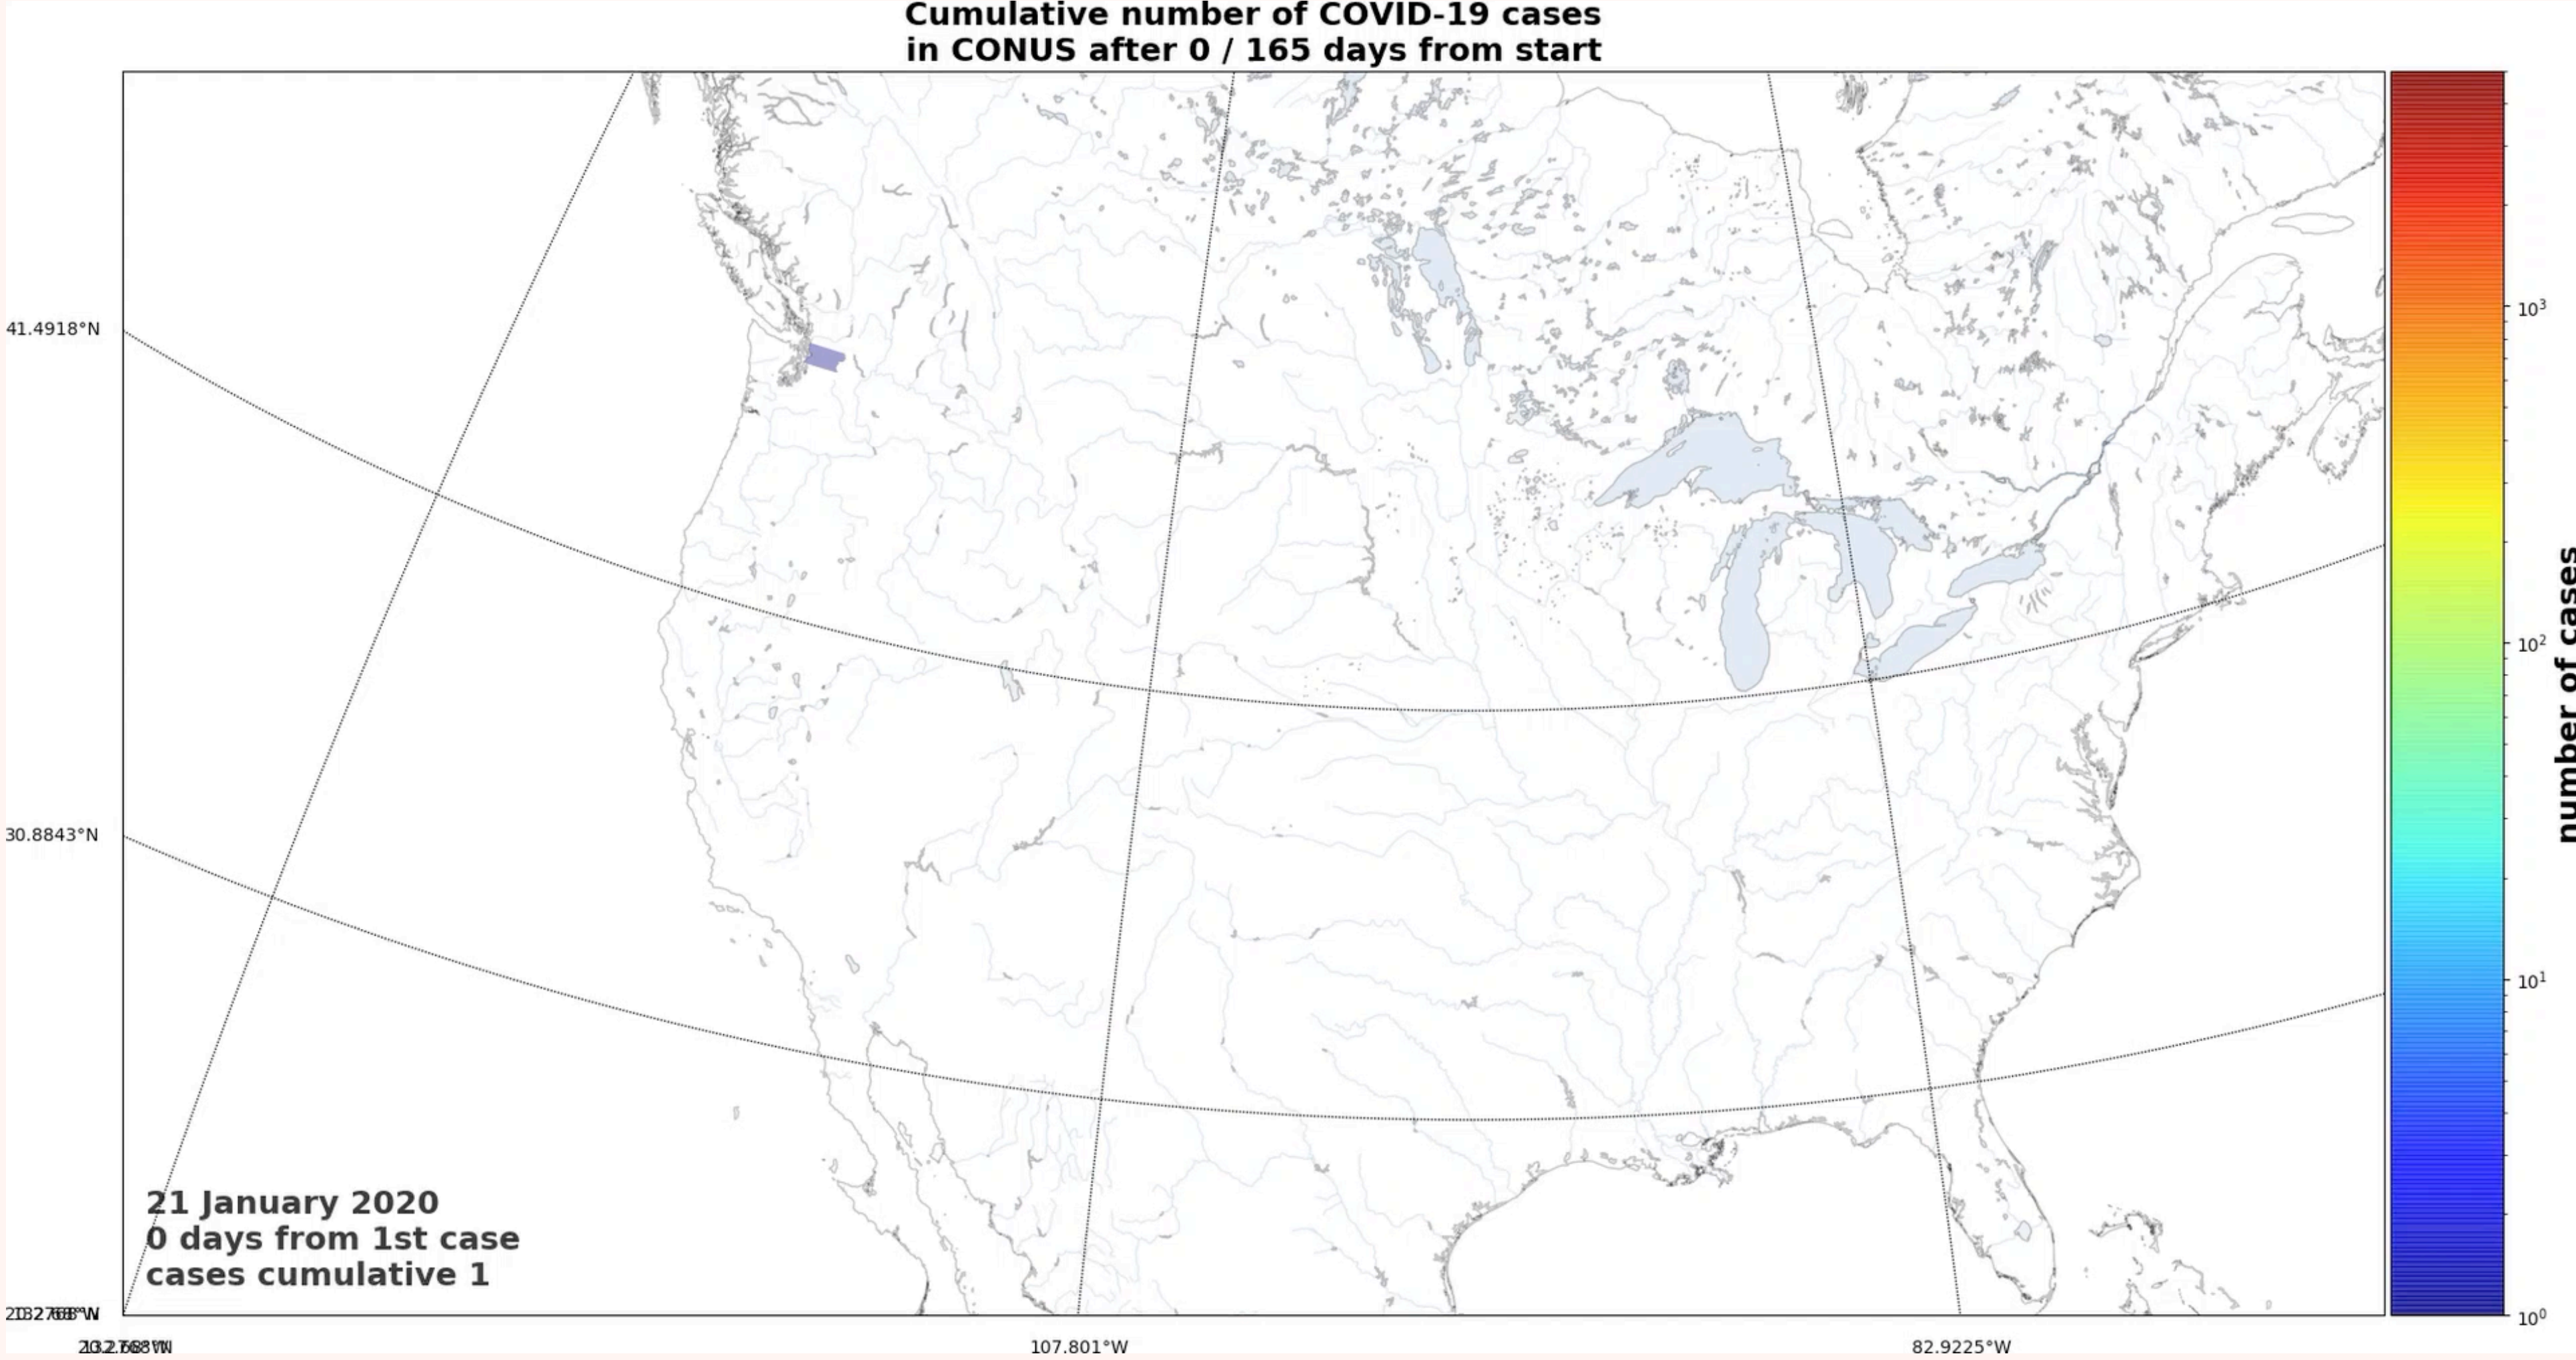 Cumulative number of COVID-19 cases
in CONUS after 0 / 165 days from start
41.4918°N
30.8843°N
21 January 2020
0 days from 1st case
cases cumulative 1
107.801°W
82.9225°W
10³
10²
10¹
10⁰
number of cases